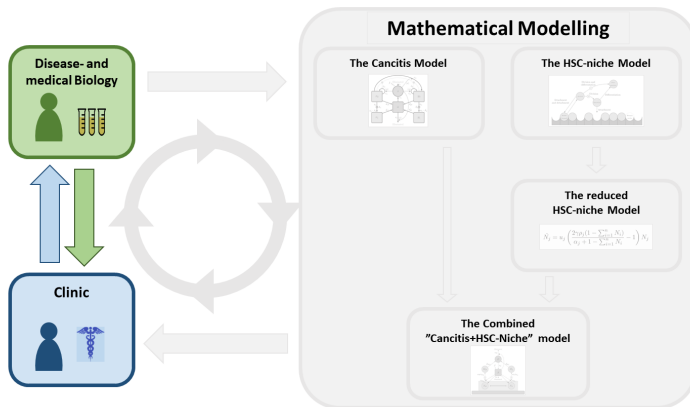 Mathematical Modelling
Disease- and
medical Biology
The Cancitis Model
The HSC-niche Model
The reduced
HSC-niche Model
Clinic
The Combined
”Cancitis+HSC-Niche” model